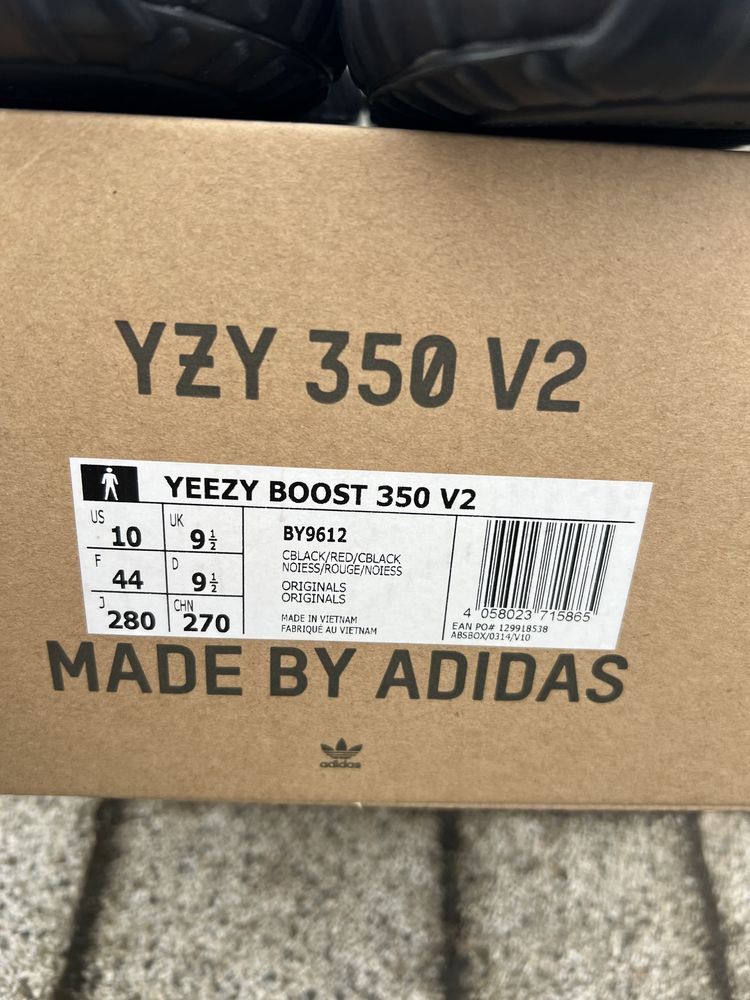 YZY 350 V2
YEEZY BOOST 350 V2
US 10 UK 9½
F 44 D 9½
J 280 CHN 270
BY9612
CBLACK/RED/CBLACK
NOIESS/ROUGE/NOIESS
ORIGINALS
ORIGINALS
MADE IN VIETNAM
FABRIQUÉ AU VIETNAM
4 058023 715865
EAN PO# 129918538
ABSBOX/0314/V10
MADE BY ADIDAS
adidas